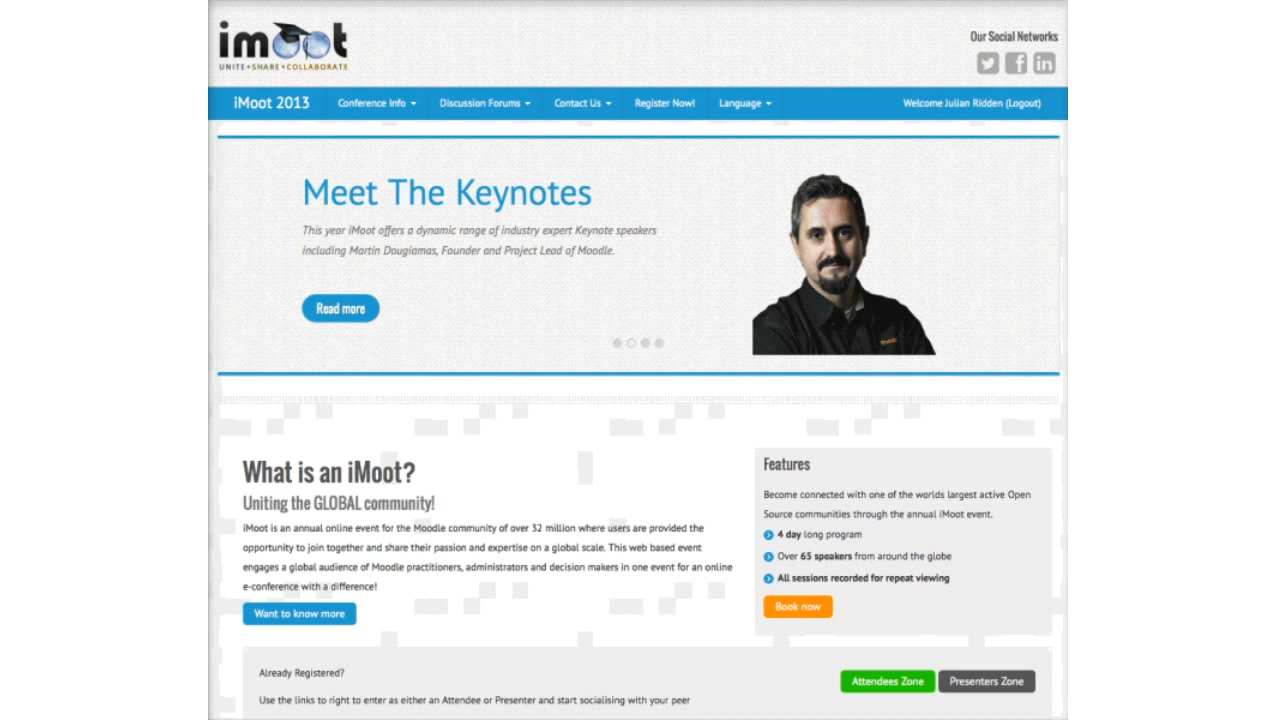 imoot
UNITE•SHARE•COLLABORATE
Our Social Networks
iMoot 2013 Conference Info Discussion Forums Contact Us Register Now! Language Welcome Julian Ridden (Logout)
Meet The Keynotes
This year iMoot offers a dynamic range of industry expert Keynote speakers
including Martin Dougiamas, Founder and Project Lead of Moodle.
Read more
What is an iMoot?
Uniting the GLOBAL community!
iMoot is an annual online event for the Moodle community of over 32 million where users are provided the
opportunity to join together and share their passion and expertise on a global scale. This web based event
engages a global audience of Moodle practitioners, administrators and decision makers in one event for an online
e-conference with a difference!
Want to know more
Features
Become connected with one of the worlds largest active Open
Source communities through the annual iMoot event.
4 day long program
Over 65 speakers from around the globe
All sessions recorded for repeat viewing
Book now
Already Registered?
Use the links to right to enter as either an Attendee or Presenter and start socialising with your peer
Attendees Zone Presenters Zone